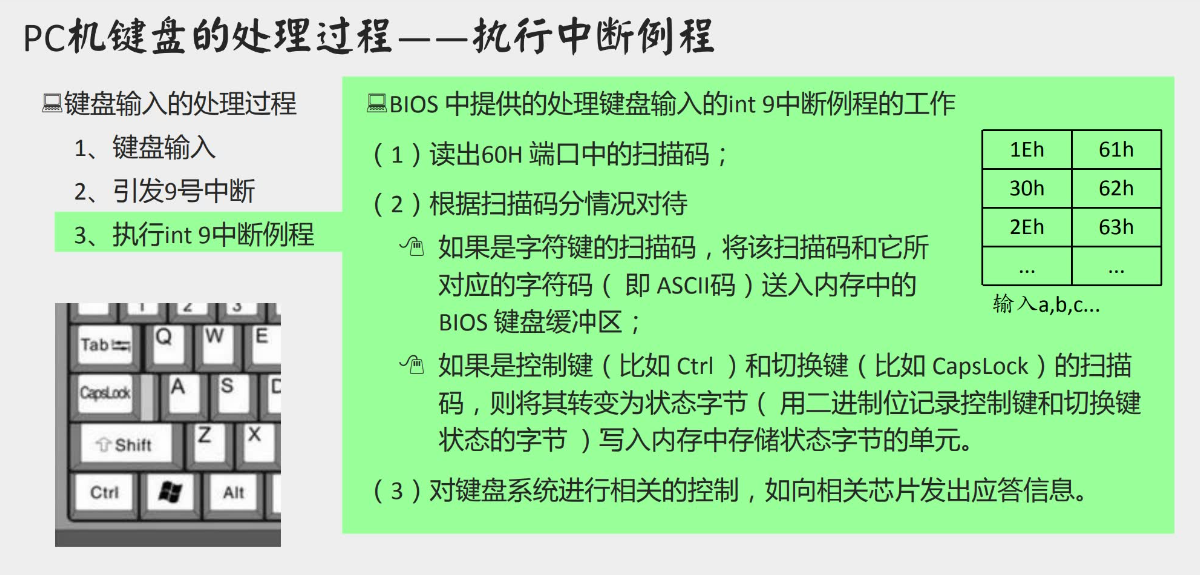 PC机键盘的处理过程——执行中断例程
键盘输入的处理过程
1、键盘输入
2、引发9号中断
3、执行int 9中断例程
BIOS 中提供的处理键盘输入的int 9中断例程的工作
（1）读出60H 端口中的扫描码；
（2）根据扫描码分情况对待
如果是字符键的扫描码，将该扫描码和它所
对应的字符码（ 即 ASCII码）送入内存中的
BIOS 键盘缓冲区；
如果是控制键（比如 Ctrl ）和切换键（比如 CapsLock）的扫描
码，则将其转变为状态字节（ 用二进制位记录控制键和切换键
状态的字节 ）写入内存中存储状态字节的单元。
（3）对键盘系统进行相关的控制，如向相关芯片发出应答信息。
1Eh 61h
30h 62h
2Eh 63h
... ...
输入a,b,c...
1 2 3
Tab Q W E
CapsLock A S D
Shift Z X
Ctrl Alt